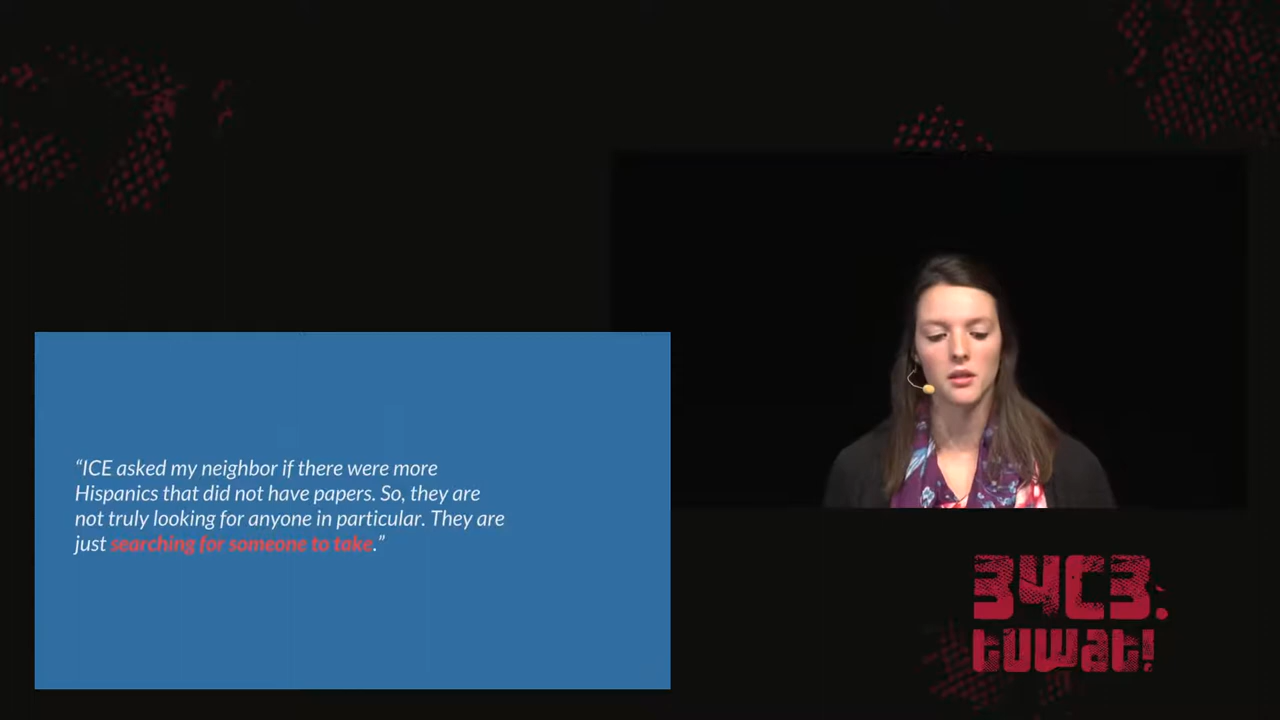 “ICE asked my neighbor if there were more
Hispanics that did not have papers. So, they are
not truly looking for anyone in particular. They are
just searching for someone to take.”
34C3.
tuwat!